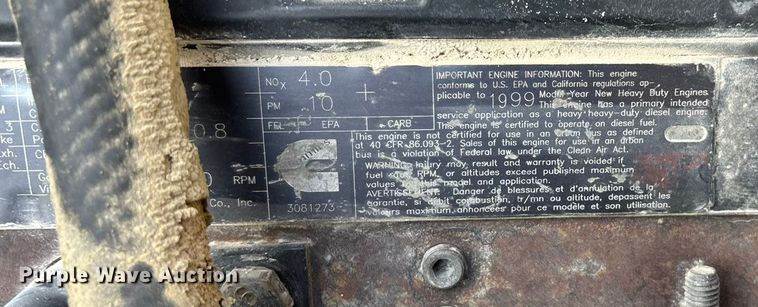 NOx 4.0
PM .10
FEL EPA CARB
3
0.8
RPM
Co., Inc.
3081273
IMPORTANT ENGINE INFORMATION: This engine
conforms to U.S. EPA and California regulations ap-
plicable to 1999 Model Year New Heavy Duty Engines
This engine has a primary intended
service application as a heavy heavy-duty diesel engine.
This engine is certified to operate on diesel fuel.
This engine is not certified for use in an urban bus as defined
at 40 CFR 86.093-2. Sales of this engine for use in an urban
bus is a violation of Federal law under the Clean Air Act.
WARNING: Injury may result and warranty is voided if
fuel rate, RPM, or altitudes exceed published maximum
values for this model and application.
AVERTISSEMENT: Danger de blessures et d'annulation de la
garantie, si debit combustion, tr/mn ou altitude, depassent les
valeurs maximum annoncées pour ce modèle et son utilisation.
Purple Wave Auction